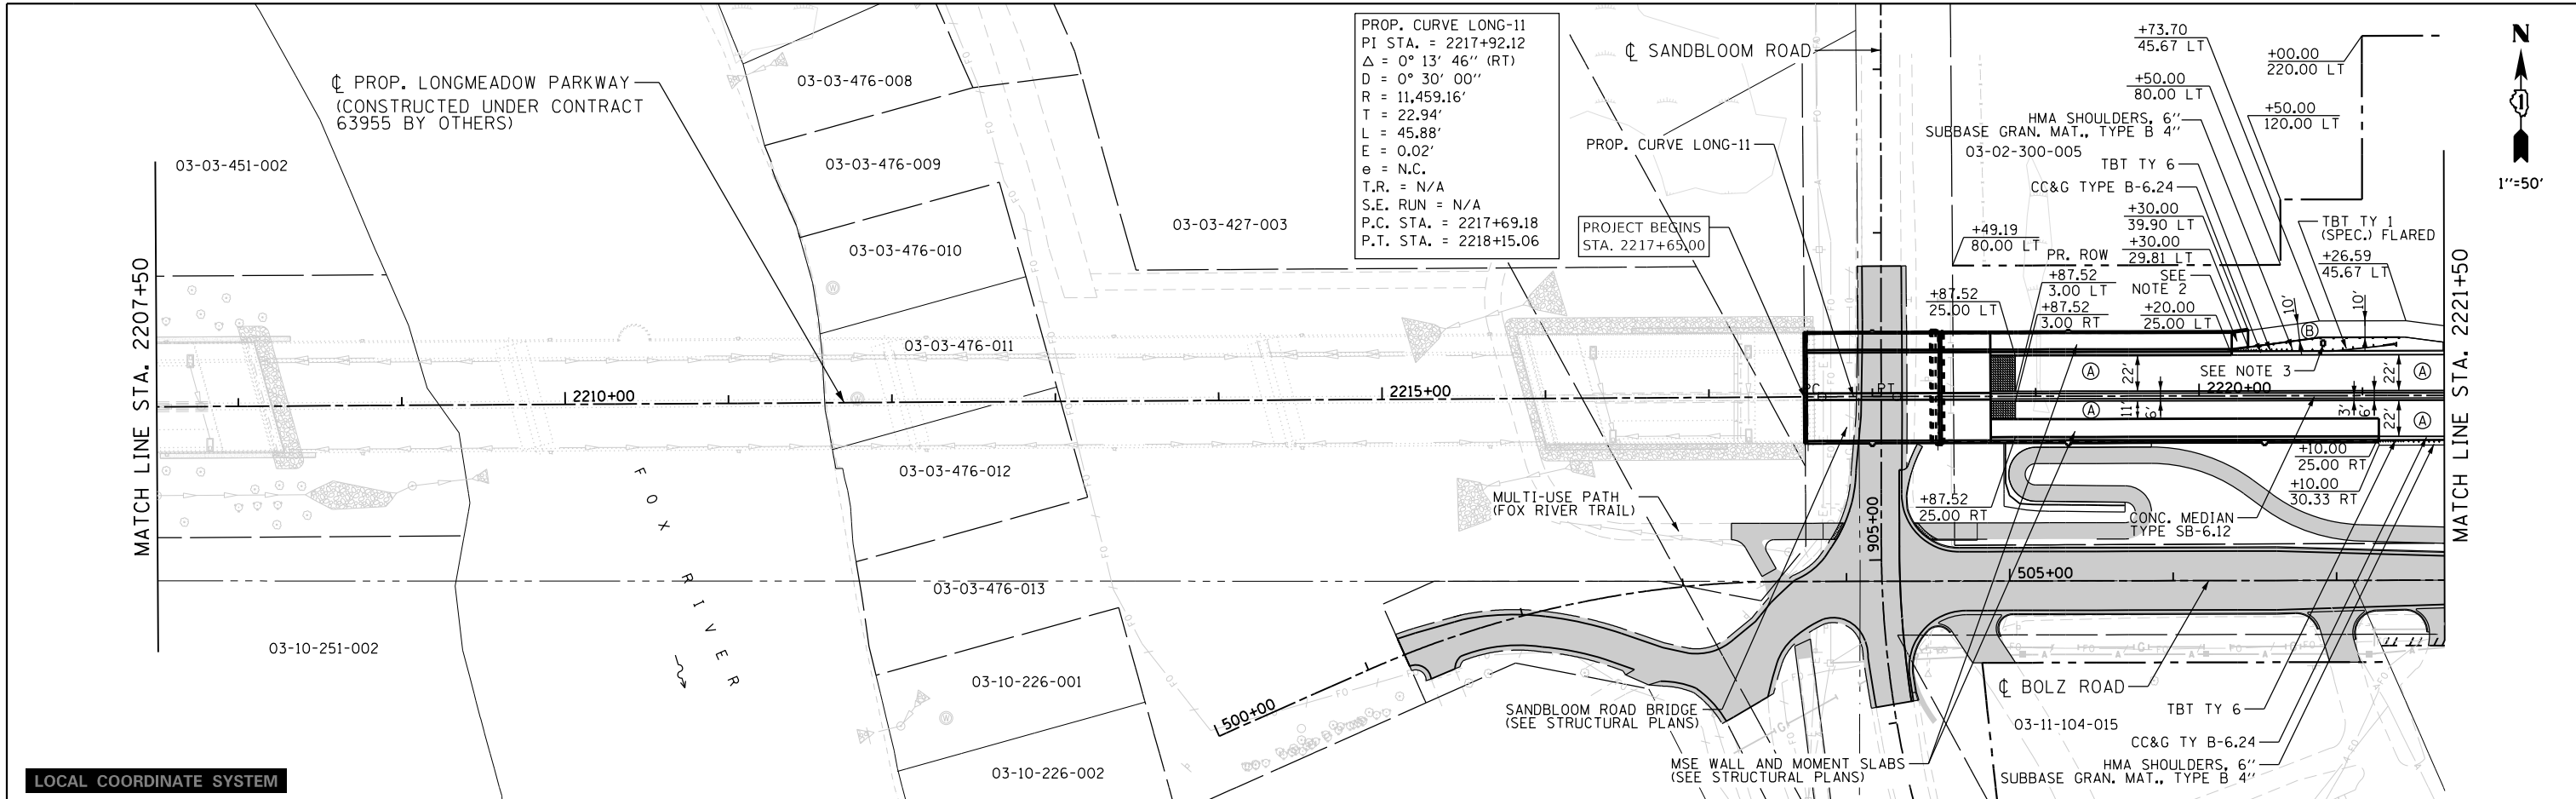 MATCH LINE STA. 2207+50
03-03-451-002
℄ PROP. LONGMEADOW PARKWAY
(CONSTRUCTED UNDER CONTRACT
63955 BY OTHERS)
03-03-476-008
03-03-476-009
03-03-476-010
03-03-476-011
03-03-476-012
03-03-476-013
03-10-226-001
03-10-226-002
03-10-251-002
FOX RIVER
2210+00
2215+00
2220+00
03-03-427-003
PROP. CURVE LONG-11
PI STA. = 2217+92.12
Δ = 0° 13' 46" (RT)
D = 0° 30' 00"
R = 11,459.16'
T = 22.94'
L = 45.88'
E = 0.02'
e = N.C.
T.R. = N/A
S.E. RUN = N/A
P.C. STA. = 2217+69.18
P.T. STA. = 2218+15.06
℄ SANDBLOOM ROAD
PROP. CURVE LONG-11
PROJECT BEGINS
STA. 2217+65.00
+73.70
45.67 LT
+00.00
220.00 LT
+50.00
80.00 LT
+50.00
120.00 LT
HMA SHOULDERS, 6"
SUBBASE GRAN. MAT., TYPE B 4"
03-02-300-005
TBT TY 6
CC&G TYPE B-6.24
+30.00
39.90 LT
+30.00
29.81 LT
+49.19
80.00 LT
PR. ROW
SEE
NOTE 2
TBT TY 1
(SPEC.) FLARED
+26.59
45.67 LT
+87.52
3.00 LT
+87.52
3.00 RT
+87.52
25.00 LT
+20.00
25.00 LT
10'
10'
B
A
22'
SEE NOTE 3
22'
A
PC
PT
A
11'
6'
3'
6'
22'
A
+10.00
25.00 RT
+10.00
30.33 RT
+87.52
25.00 RT
CONC. MEDIAN
TYPE SB-6.12
MULTI-USE PATH
(FOX RIVER TRAIL)
905+00
505+00
500+00
℄ BOLZ ROAD
SANDBLOOM ROAD BRIDGE
(SEE STRUCTURAL PLANS)
MSE WALL AND MOMENT SLABS
(SEE STRUCTURAL PLANS)
TBT TY 6
03-11-104-015
CC&G TY B-6.24
HMA SHOULDERS, 6"
SUBBASE GRAN. MAT., TYPE B 4"
MATCH LINE STA. 2221+50
N
1"=50'
LOCAL COORDINATE SYSTEM